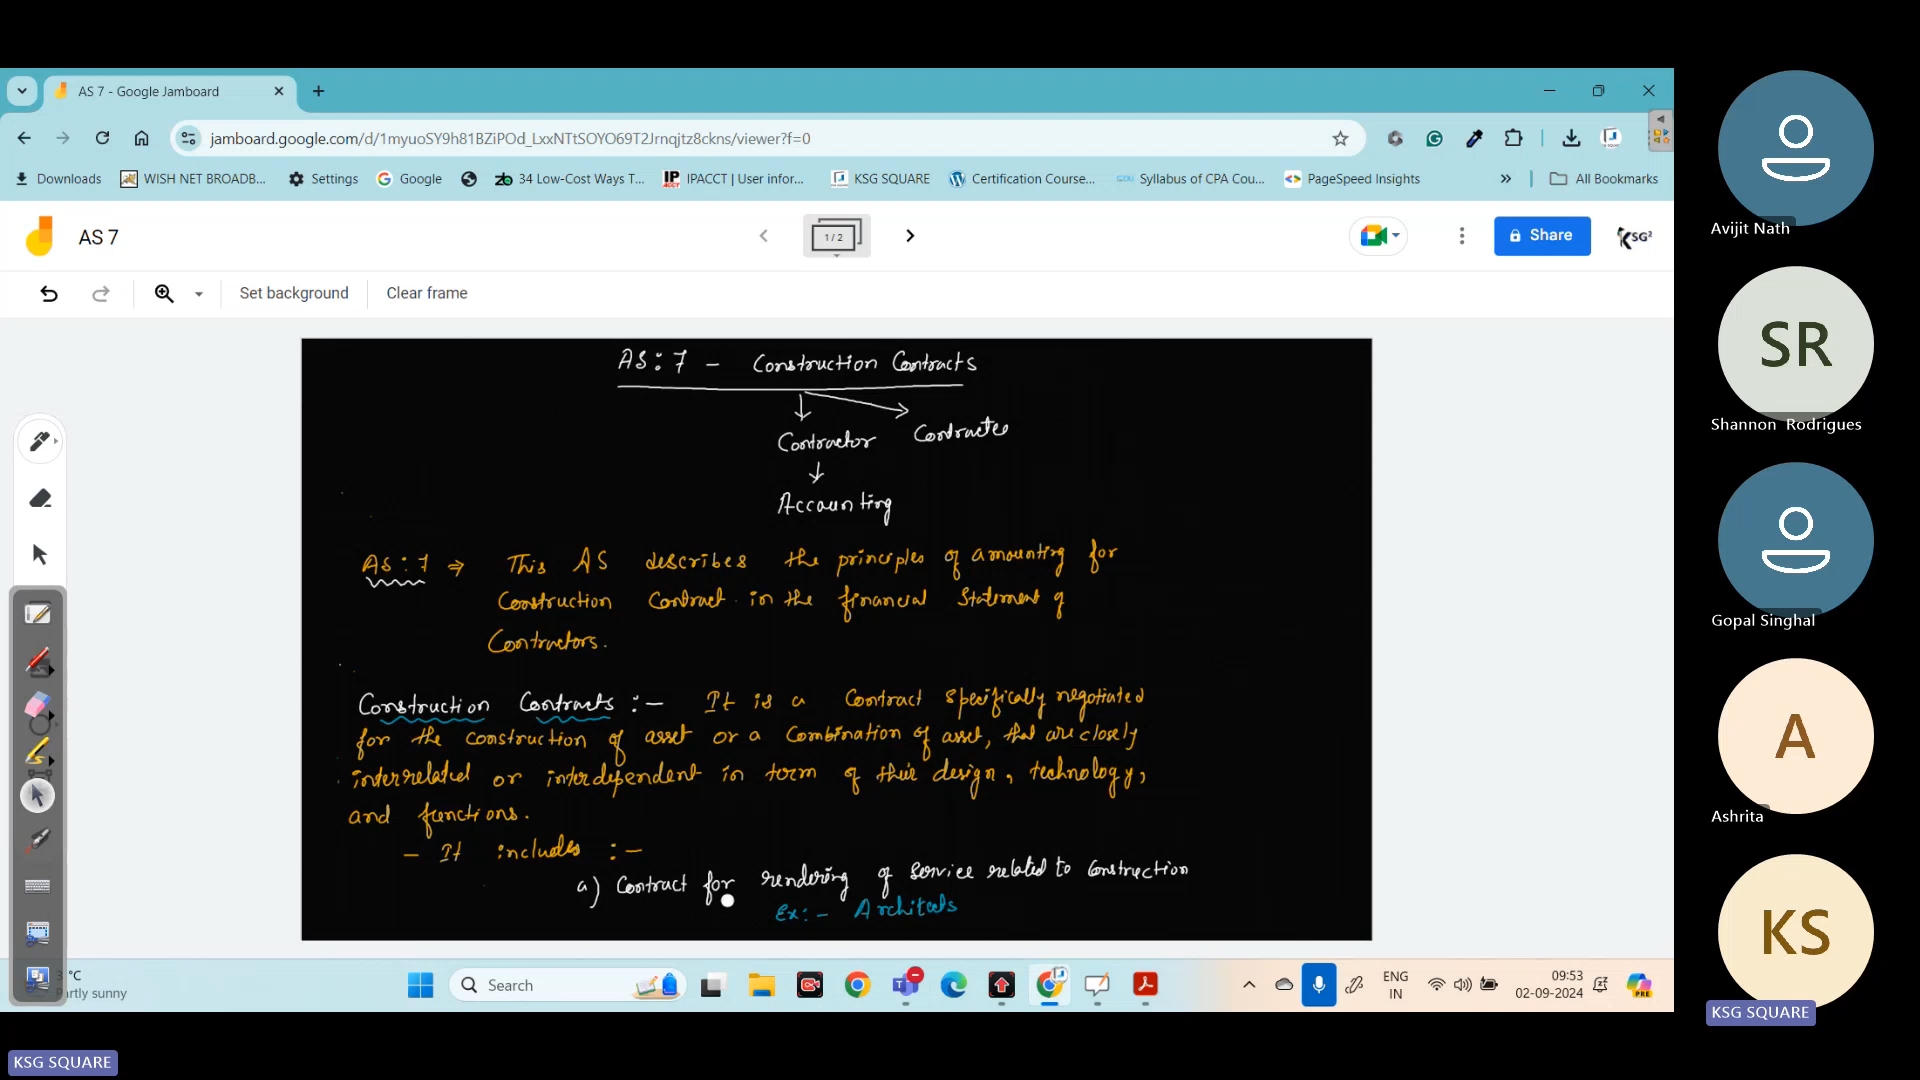 AS 7 - Google Jamboard
jamboard.google.com/d/1myuoSY9h81BZiPOd_LxxNTtSOYO69T2Jrnqjtz8ckns/viewer?f=0
Downloads WISH NET BROADB... Settings Google 34 Low-Cost Ways T... IPACCT | User infor... KSG SQUARE Certification Course... Syllabus of CPA Cou... PageSpeed Insights » All Bookmarks
AS 7
1 / 2
Share
KSG²
Set background Clear frame
AS: 7 - Construction Contracts
Contractor Contractee
Accounting
AS: 7 ⇒ This AS describes the principles of amounting for
Construction Contract in the financial Statement of
Contractors.
Construction Contracts :- It is a Contract specifically negotiated
for the construction of asset or a Combination of asset, that are closely
interrelated or interdependent in term of their design, technology,
and functions.
- It includes :-
a) Contract for rendering of service related to construction
Ex:- Architects
°C
Partly sunny
Search
ENG
IN
09:53
02-09-2024
Avijit Nath
SR
Shannon Rodrigues
Gopal Singhal
A
Ashrita
KS
KSG SQUARE
KSG SQUARE